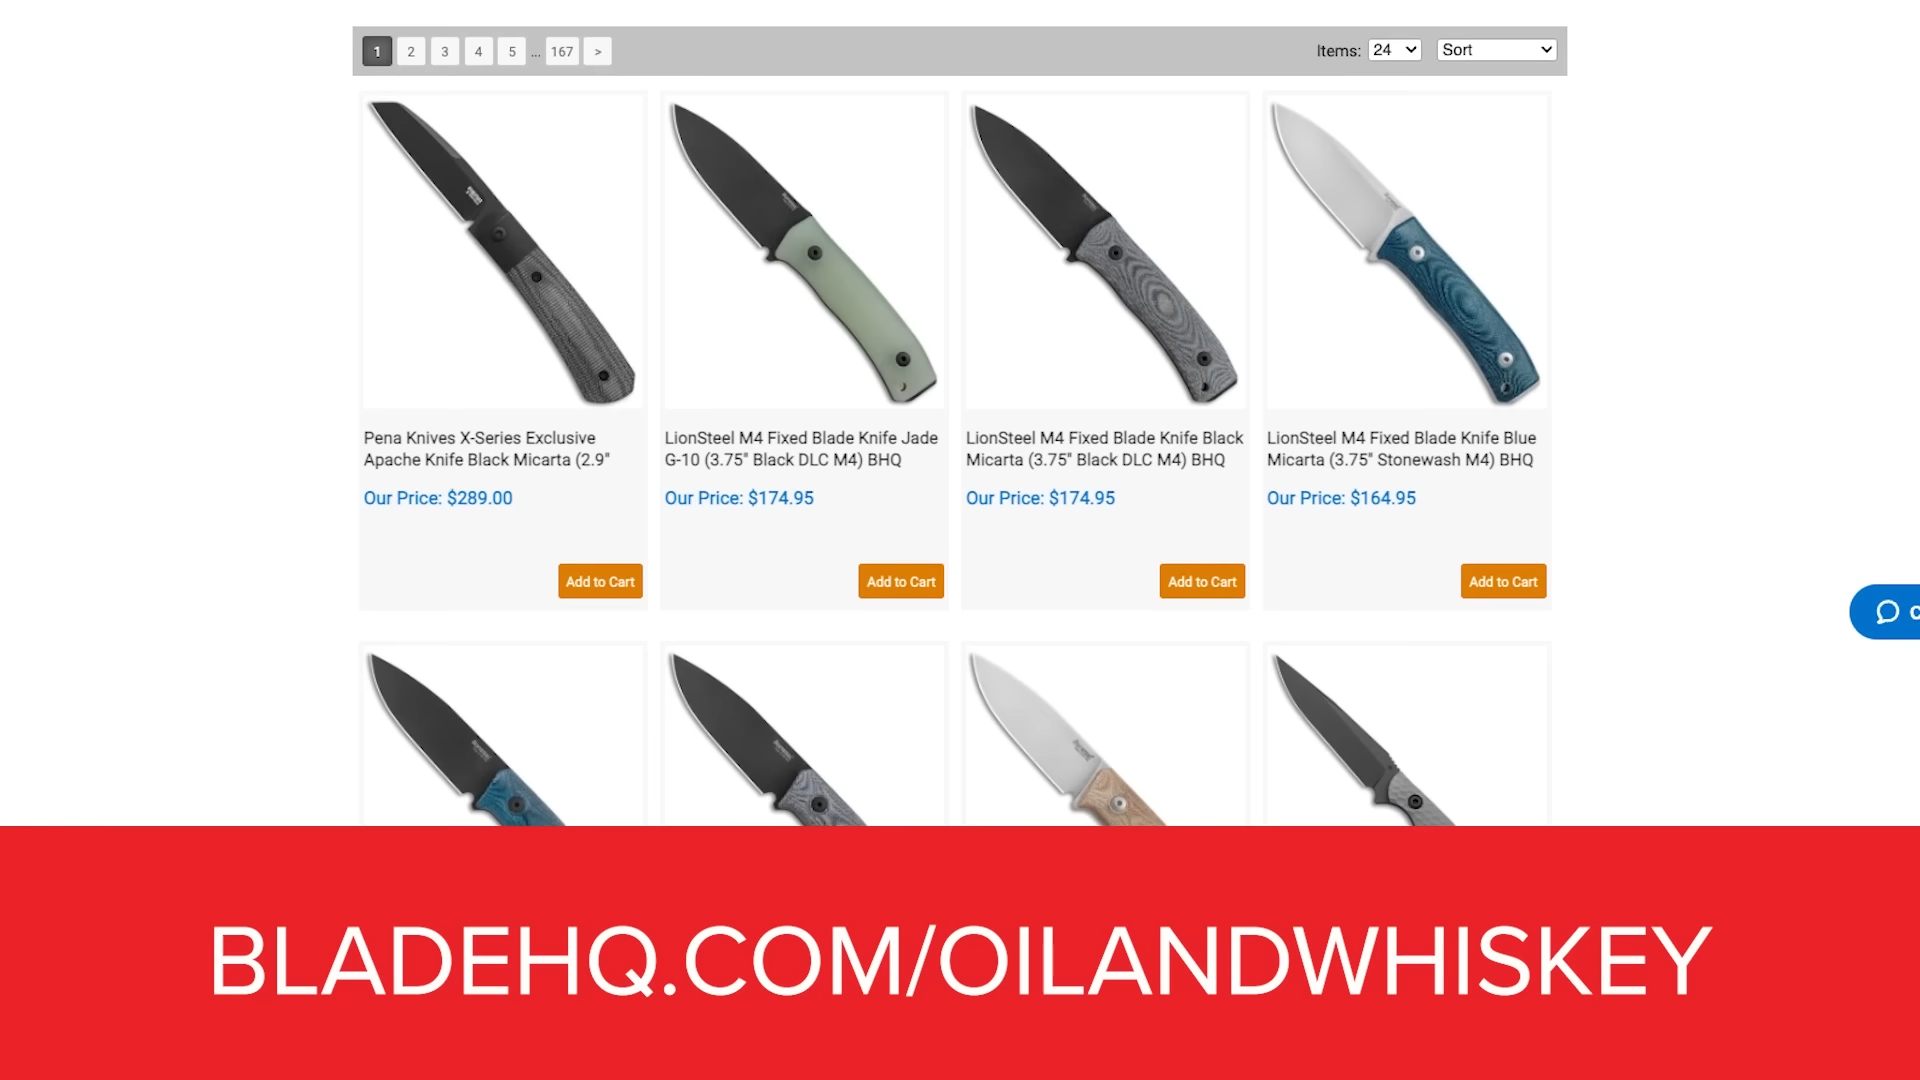 1 2 3 4 5 ... 167 > Items: 24 Sort
Pena Knives X-Series Exclusive
Apache Knife Black Micarta (2.9"
Our Price: $289.00
Add to Cart
LionSteel M4 Fixed Blade Knife Jade
G-10 (3.75" Black DLC M4) BHQ
Our Price: $174.95
Add to Cart
LionSteel M4 Fixed Blade Knife Black
Micarta (3.75" Black DLC M4) BHQ
Our Price: $174.95
Add to Cart
LionSteel M4 Fixed Blade Knife Blue
Micarta (3.75" Stonewash M4) BHQ
Our Price: $164.95
Add to Cart
BLADEHQ.COM/OILANDWHISKEY